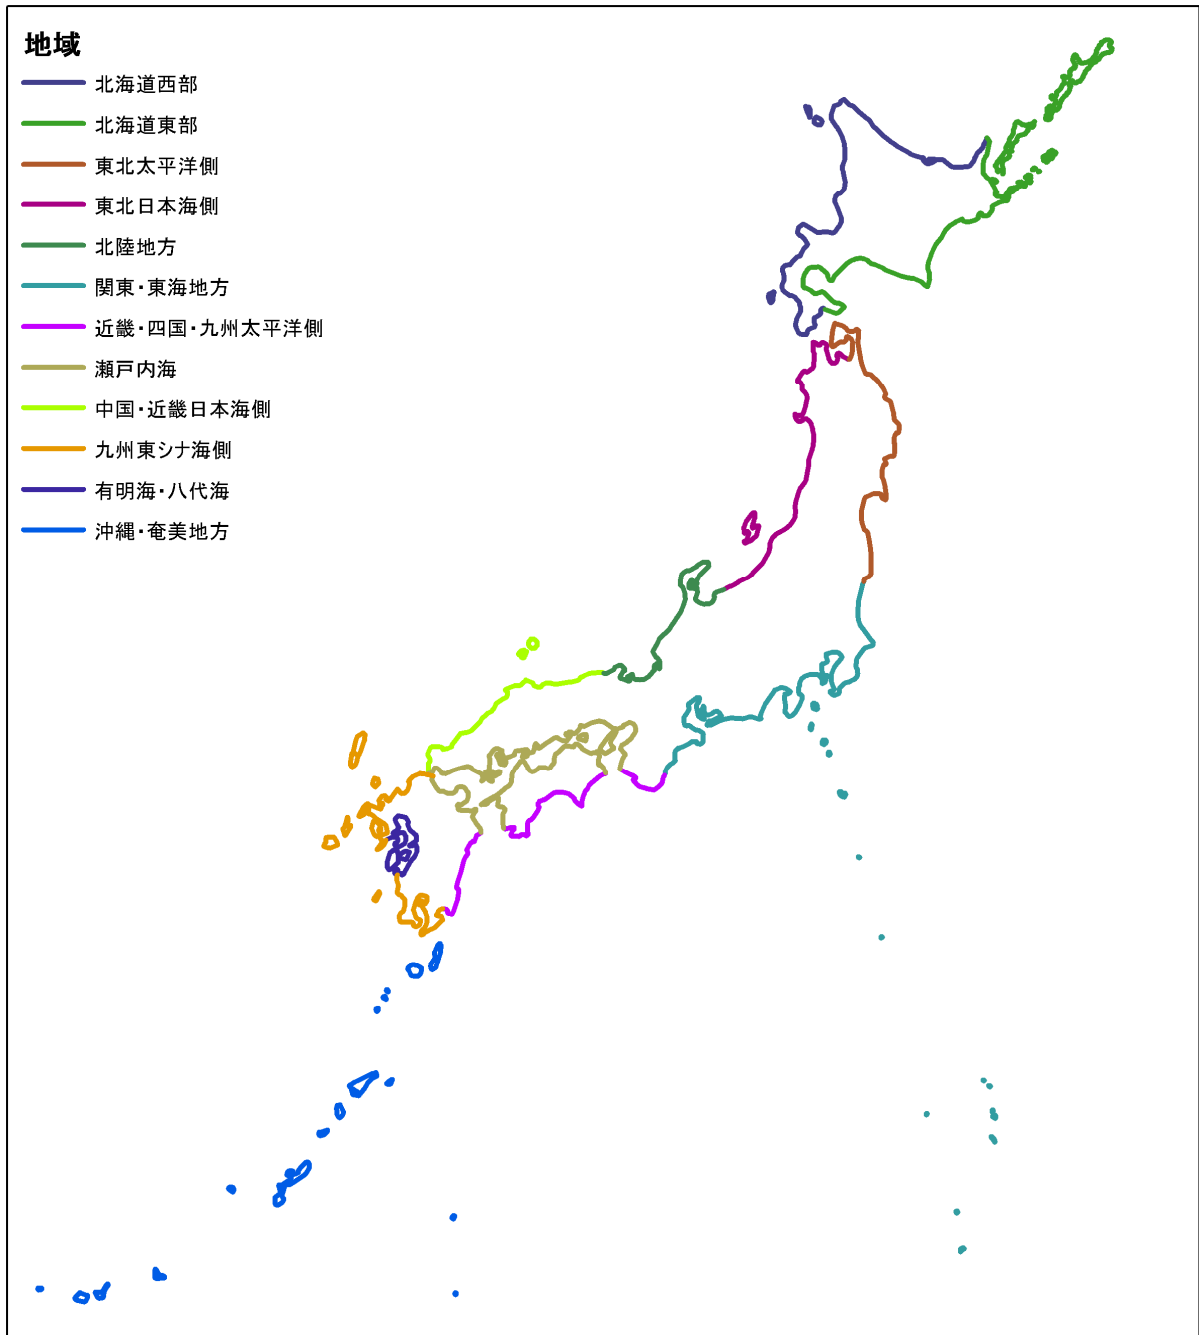 地域
北海道西部
北海道東部
東北太平洋側
東北日本海側
北陸地方
関東・東海地方
近畿・四国・九州太平洋側
瀬戸内海
中国・近畿日本海側
九州東シナ海側
有明海・八代海
沖縄・奄美地方